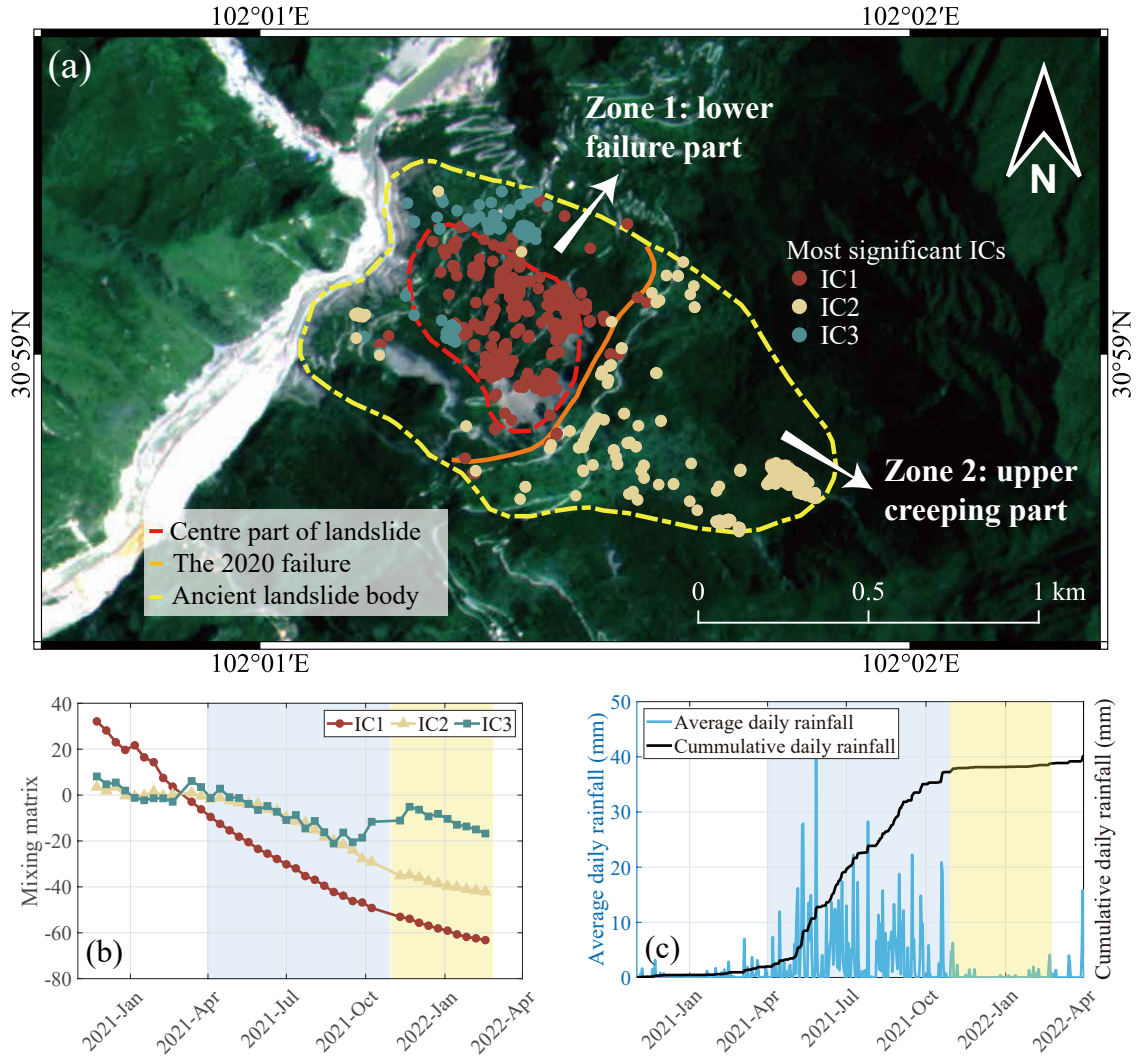 102°01′E
102°02′E
(a)
Zone 1: lower
failure part
N
Most significant ICs
IC1
IC2
IC3
30°59′N
30°59′N
Zone 2: upper
creeping part
Centre part of landslide
The 2020 failure
Ancient landslide body
0
0.5
1 km
102°01′E
102°02′E
40
20
0
-20
-40
-60
-80
Mixing matrix
IC1
IC2
IC3
(b)
2021-Jan
2021-Apr
2021-Jul
2021-Oct
2022-Jan
2022-Apr
50
40
30
20
10
0
Average daily rainfall (mm)
Average daily rainfall
Cummulative daily rainfall
(c)
Cumulative daily rainfall (mm)
2021-Jan
2021-Apr
2021-Jul
2021-Oct
2022-Jan
2022-Apr